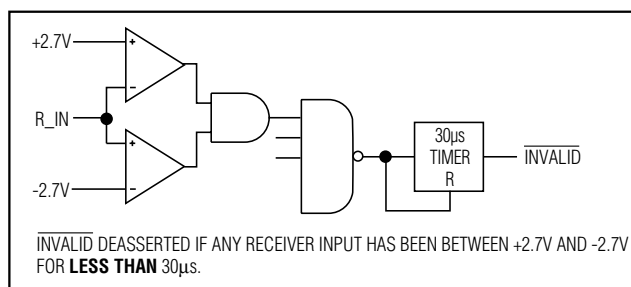 +2.7V
R_IN
-2.7V
30μs
TIMER
R
INVALID
INVALID DEASSERTED IF ANY RECEIVER INPUT HAS BEEN BETWEEN +2.7V AND -2.7V
FOR LESS THAN 30μs.